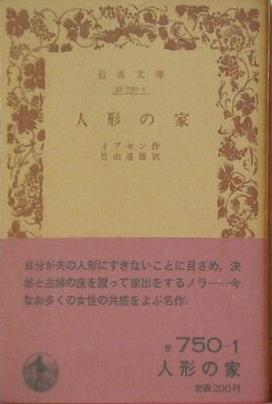 岩波文庫
赤 750-1
人形の家
イプセン作
竹山道雄訳
自分が夫の人形にすぎないことに目ざめ、決
然と主婦の座を蹴って家出をするノラ——今
なお多くの女性の共感をよぶ名作.
赤 750-1
人形の家
定価200円